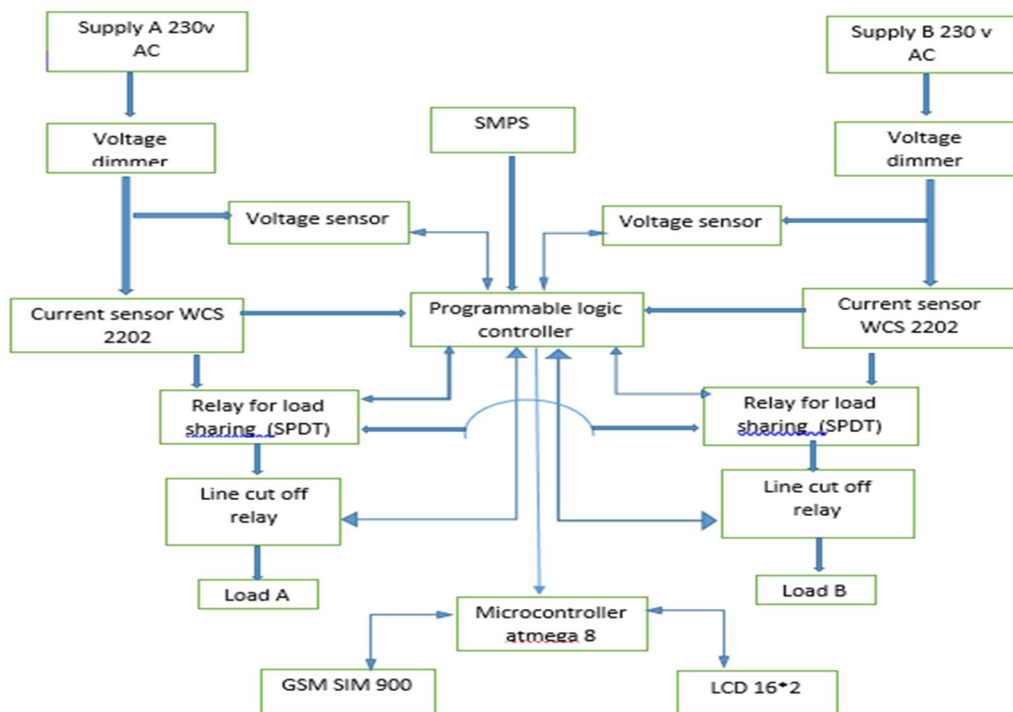 Supply A 230v
AC
Supply B 230 v
AC
SMPS
Voltage
dimmer
Voltage
dimmer
Voltage sensor
Voltage sensor
Current sensor WCS
2202
Programmable logic
controller
Current sensor
WCS 2202
Relay for load
sharing (SPDT)
Relay for load
sharing (SPDT)
Line cut off
relay
Line cut off
relay
Load A
Load B
Microcontroller
atmega 8
GSM SIM 900
LCD 16*2